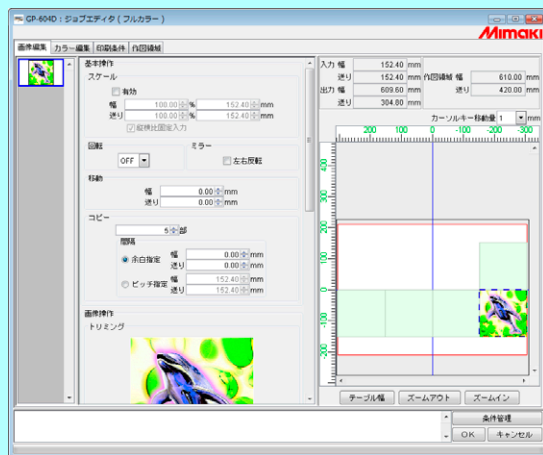 GP-604D：ジョブエディタ(フルカラー)
Mimaki
画像編集 カラー編集 印刷条件 作図領域
基本操作
スケール
有効
幅 100.00 % 152.40 mm
送り 100.00 % 152.40 mm
縦横比固定入力
回転 ミラー
OFF 左右反転
移動
幅 0.00 mm
送り 0.00 mm
コピー
5 部
間隔
余白指定 幅 0.00 mm
送り 0.00 mm
ピッチ指定 幅 152.40 mm
送り 152.40 mm
画像操作
トリミング
入力 幅 152.40 mm
送り 152.40 mm 作図領域 幅 610.00 mm
出力 幅 609.60 mm 送り 420.00 mm
送り 304.80 mm
カーソルキー移動量 1 mm
200 100 0 -100 -200
400
300
200
100
0
-100
-200
テーブル幅 ズームアウト ズームイン
条件管理
OK キャンセル